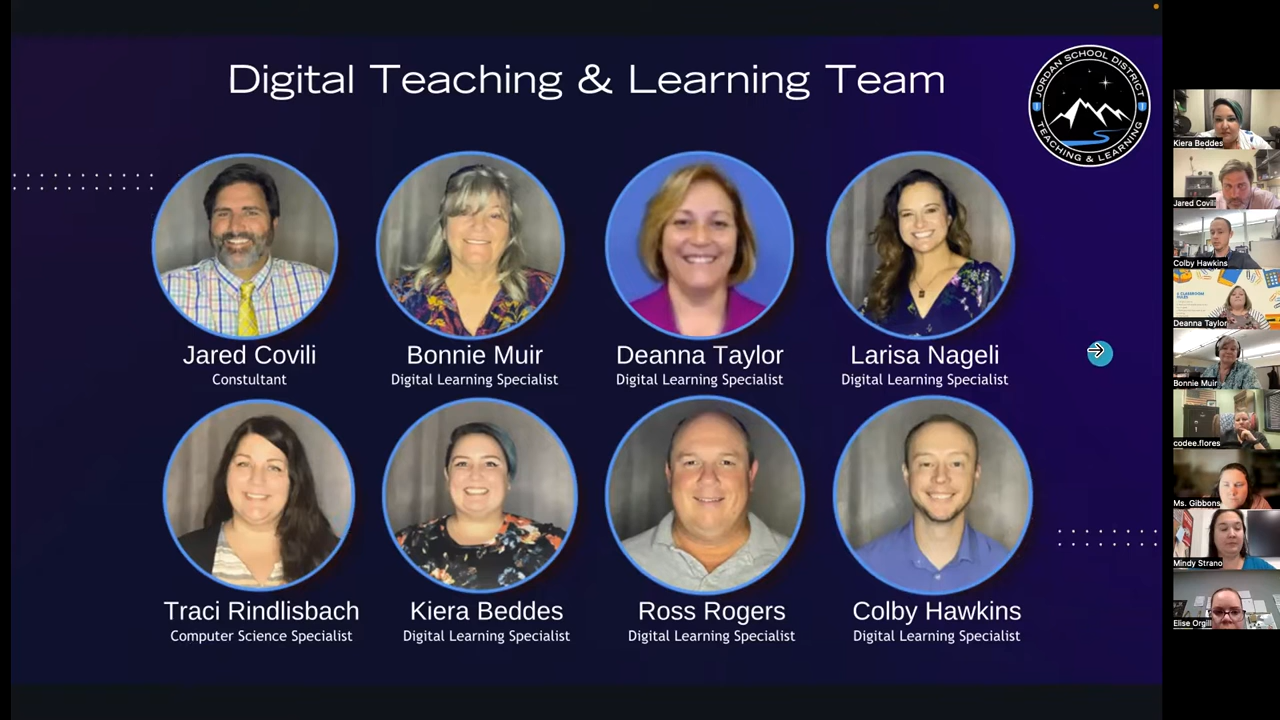 Digital Teaching & Learning Team
JORDAN SCHOOL DISTRICT
TEACHING & LEARNING
Jared Covili
Constultant
Bonnie Muir
Digital Learning Specialist
Deanna Taylor
Digital Learning Specialist
Larisa Nageli
Digital Learning Specialist
Traci Rindlisbach
Computer Science Specialist
Kiera Beddes
Digital Learning Specialist
Ross Rogers
Digital Learning Specialist
Colby Hawkins
Digital Learning Specialist
Kiera Beddes
Jared Covili
Colby Hawkins
Deanna Taylor
Bonnie Muir
codee.flores
Ms. Gibbons
Mindy Strano
Elise Orgill